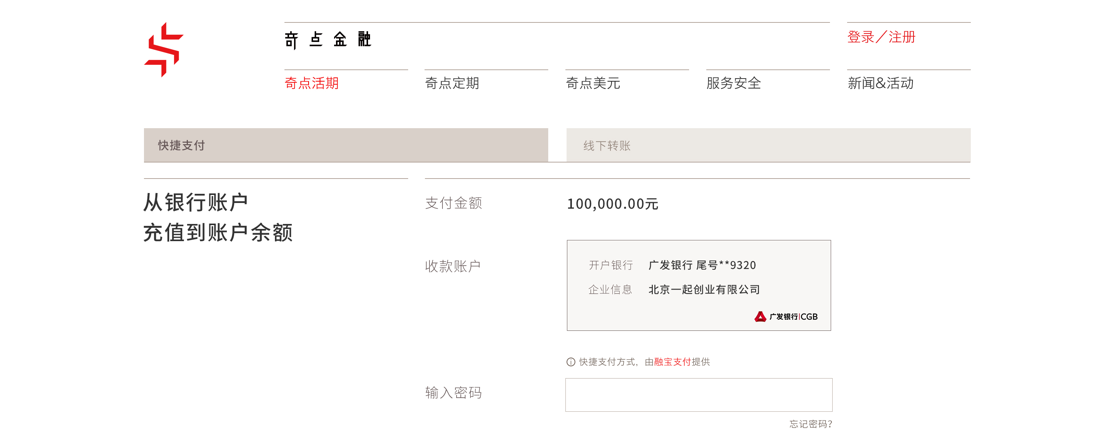 奇点金融
登录／注册
奇点活期 奇点定期 奇点美元 服务安全 新闻&活动
快捷支付 线下转账
从银行账户
充值到账户余额
支付金额 100,000.00元
收款账户
开户银行 广发银行 尾号**9320
企业信息 北京一起创业有限公司
广发银行|CGB
快捷支付方式，由融宝支付提供
输入密码
忘记密码?